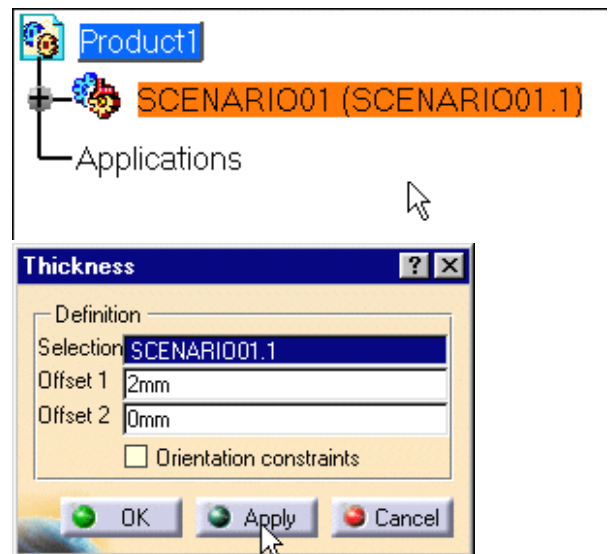 Product1
SCENARIO01 (SCENARIO01.1)
Applications
Thickness ? X
Definition
Selection SCENARIO01.1
Offset 1 2mm
Offset 2 0mm
Orientation constraints
OK Apply Cancel